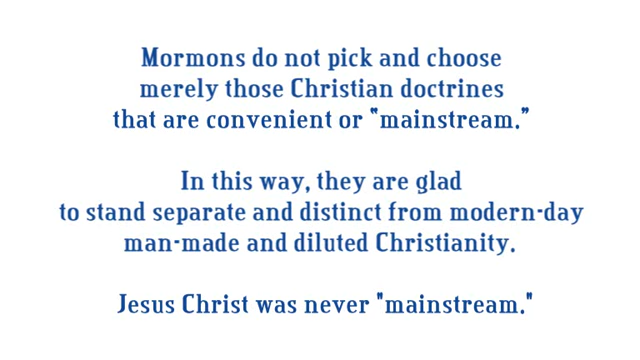 Mormons do not pick and choose
merely those Christian doctrines
that are convenient or “mainstream.”
In this way, they are glad
to stand separate and distinct from modern-day
man-made and diluted Christianity.
Jesus Christ was never "mainstream."